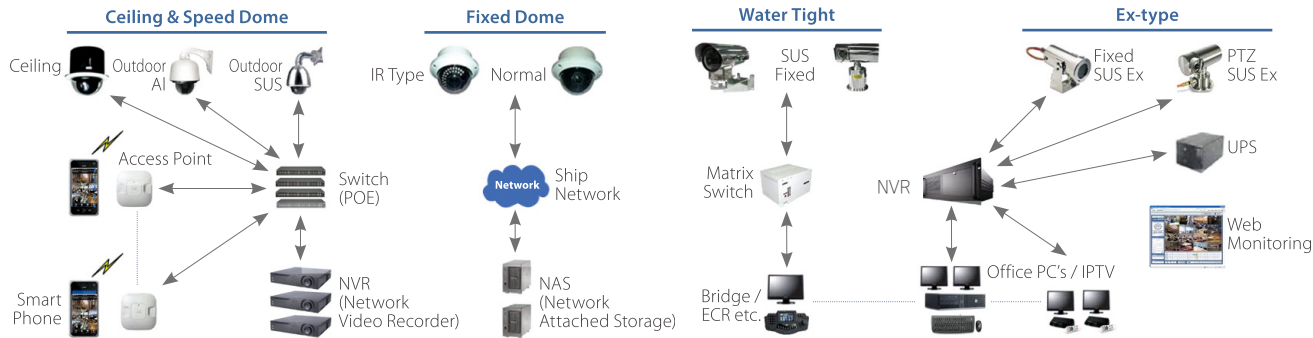 Ceiling & Speed Dome
Ceiling
Outdoor
AI
Outdoor
SUS
Access Point
Switch
(POE)
Smart
Phone
NVR
(Network
Video Recorder)
Fixed Dome
IR Type
Normal
Network
Ship
Network
NAS
(Network
Attached Storage)
Water Tight
SUS
Fixed
Matrix
Switch
Bridge /
ECR etc.
Ex-type
Fixed
SUS Ex
PTZ
SUS Ex
UPS
NVR
Web
Monitoring
Office PC's / IPTV